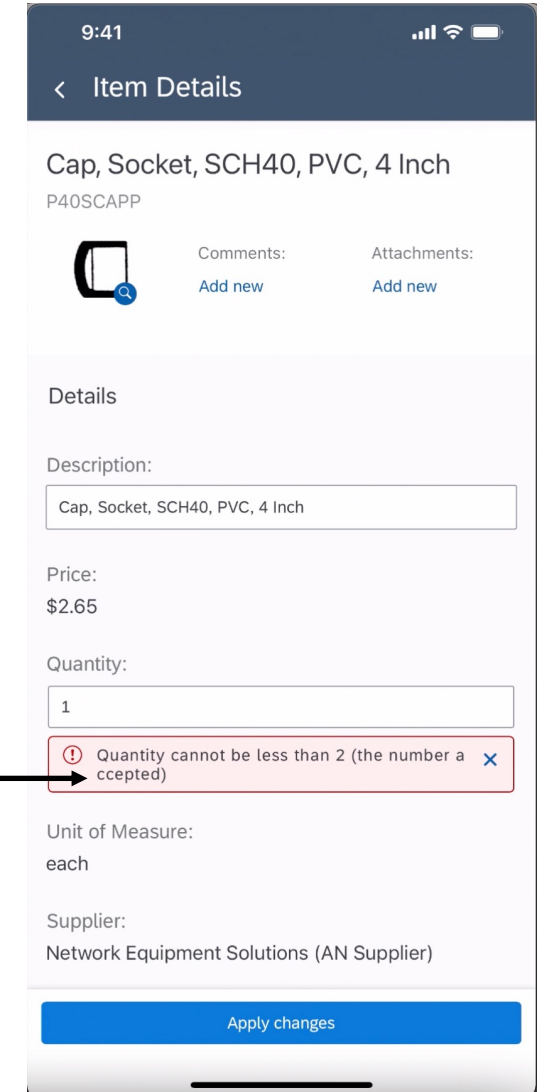 9:41
Item Details
Cap, Socket, SCH40, PVC, 4 Inch
P40SCAPP
Comments: Attachments:
Add new Add new
Details
Description:
Cap, Socket, SCH40, PVC, 4 Inch
Price:
$2.65
Quantity:
1
Quantity cannot be less than 2 (the number a
ccepted)
Unit of Measure:
each
Supplier:
Network Equipment Solutions (AN Supplier)
Apply changes